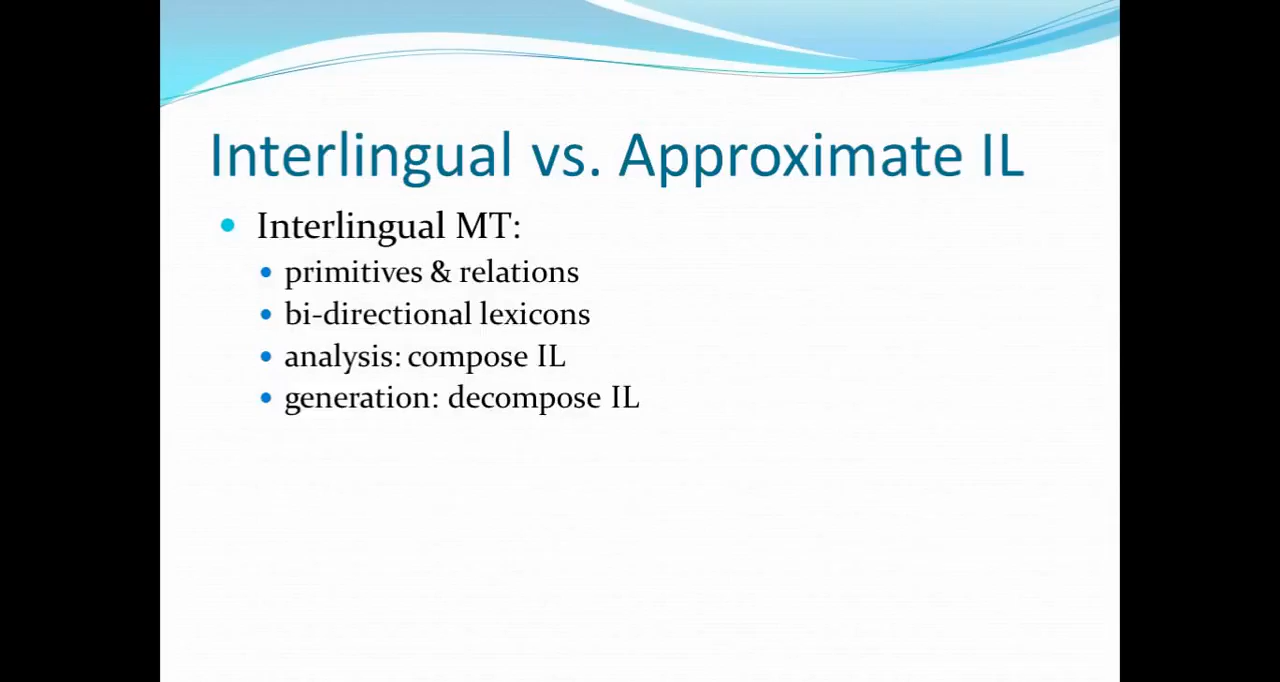 Interlingual vs. Approximate IL
Interlingual MT:
primitives & relations
bi-directional lexicons
analysis: compose IL
generation: decompose IL